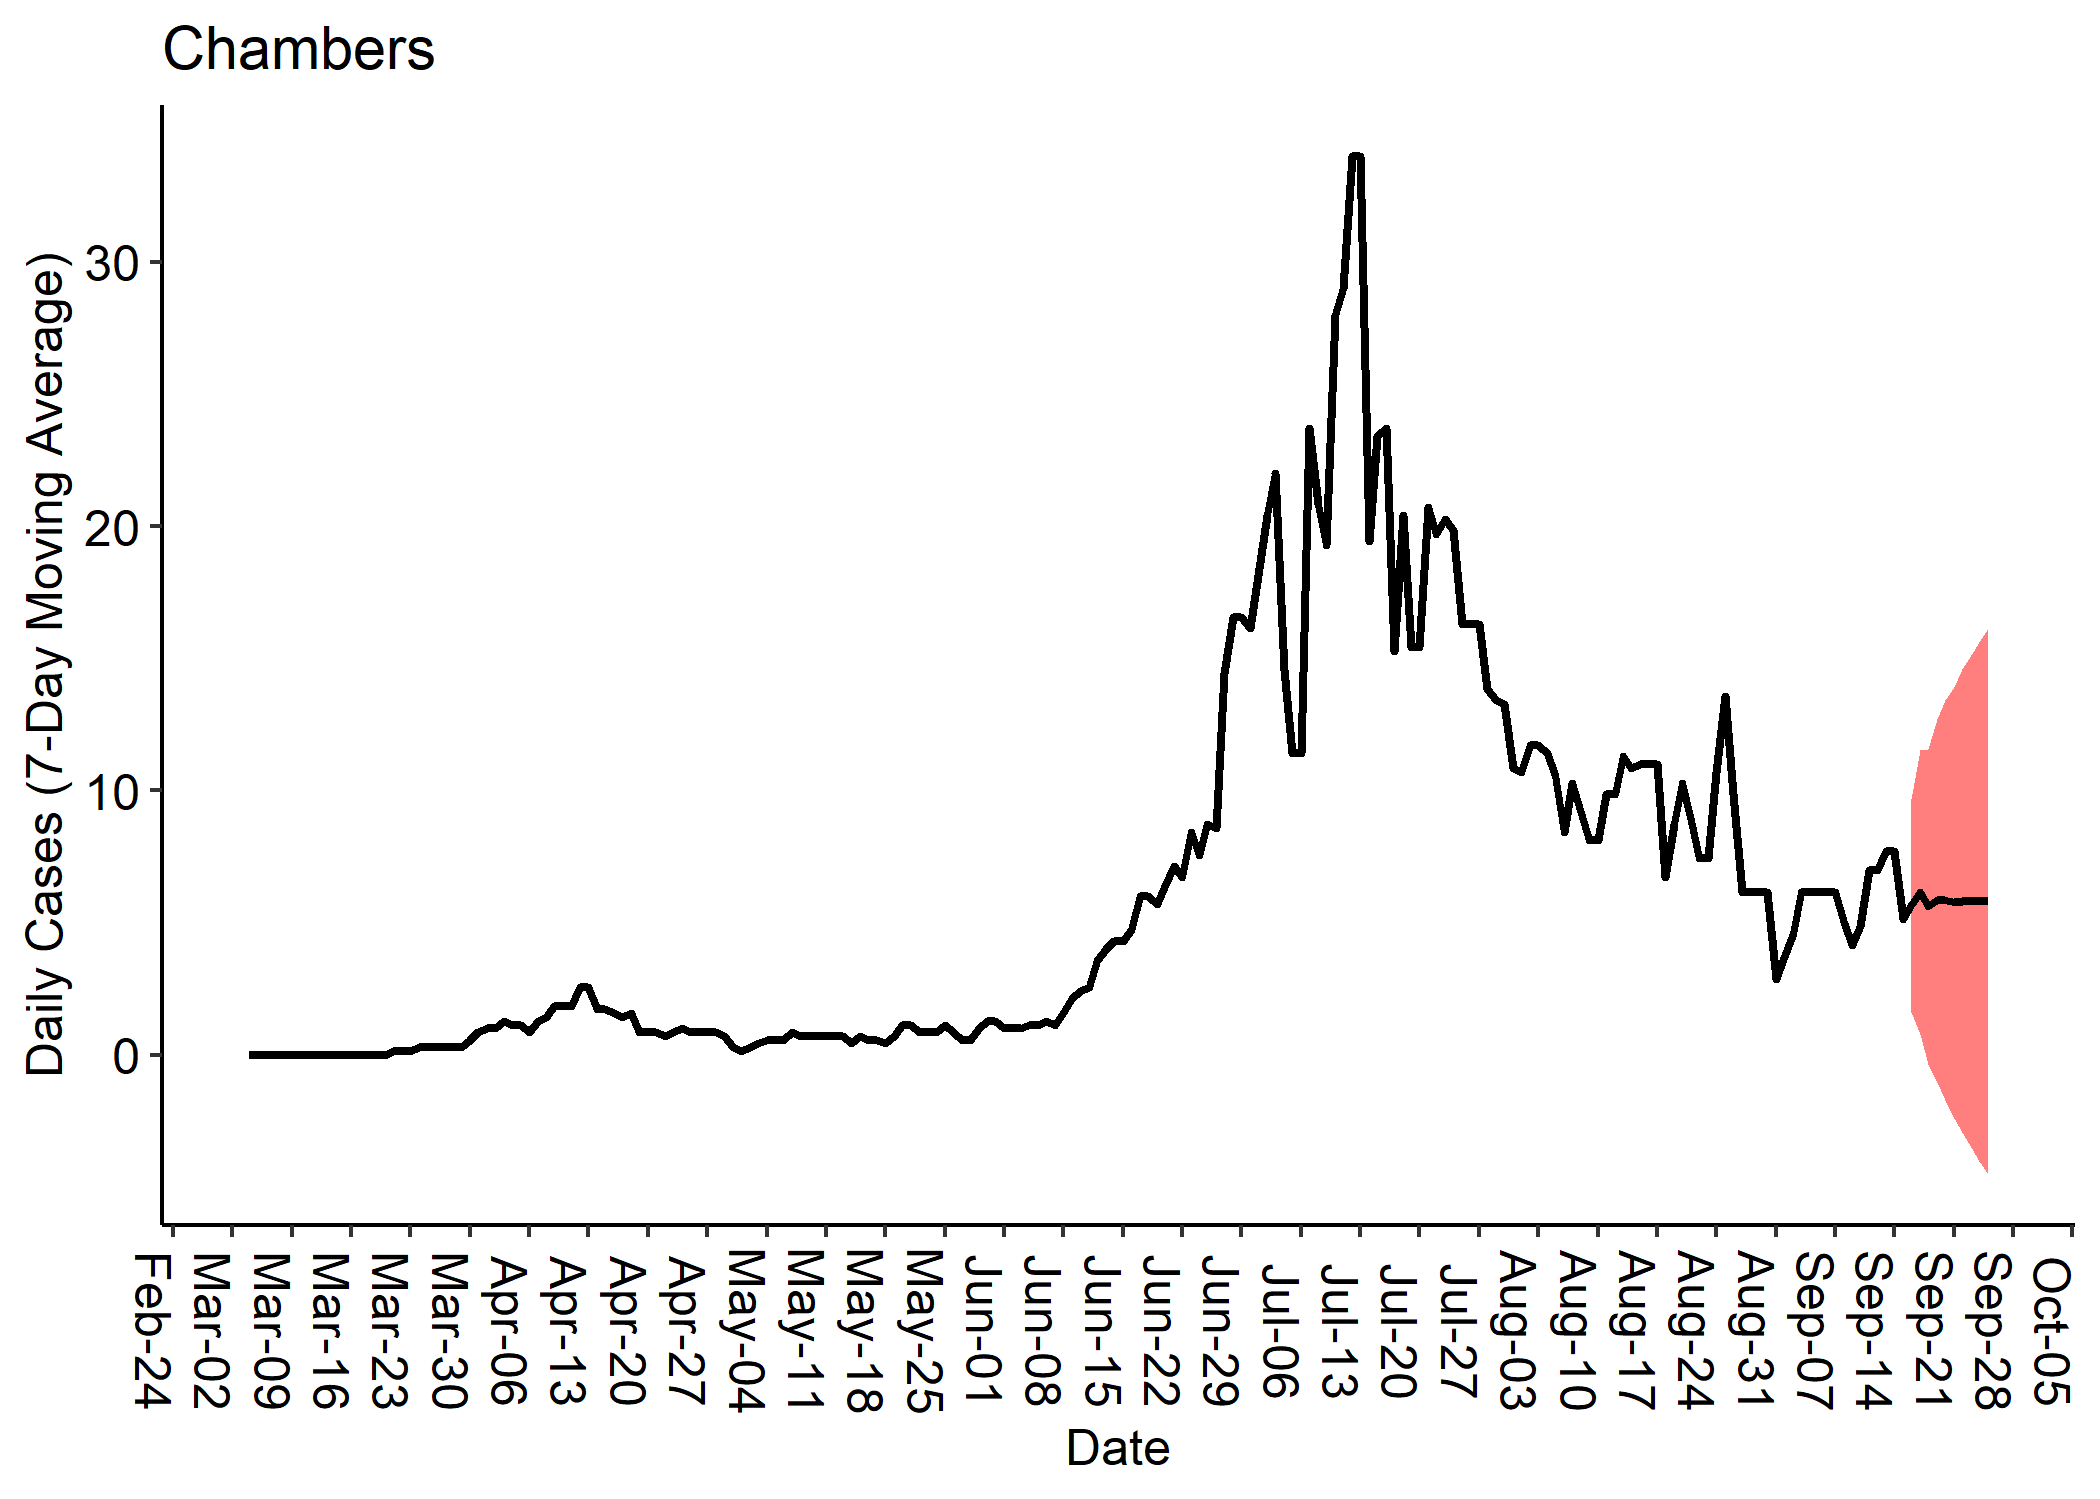 Chambers
Daily Cases (7-Day Moving Average)
30
20
10
0
Feb-24
Mar-02
Mar-09
Mar-16
Mar-23
Mar-30
Apr-06
Apr-13
Apr-20
Apr-27
May-04
May-11
May-18
May-25
Jun-01
Jun-08
Jun-15
Jun-22
Jun-29
Jul-06
Jul-13
Jul-20
Jul-27
Aug-03
Aug-10
Aug-17
Aug-24
Aug-31
Sep-07
Sep-14
Sep-21
Sep-28
Oct-05
Date